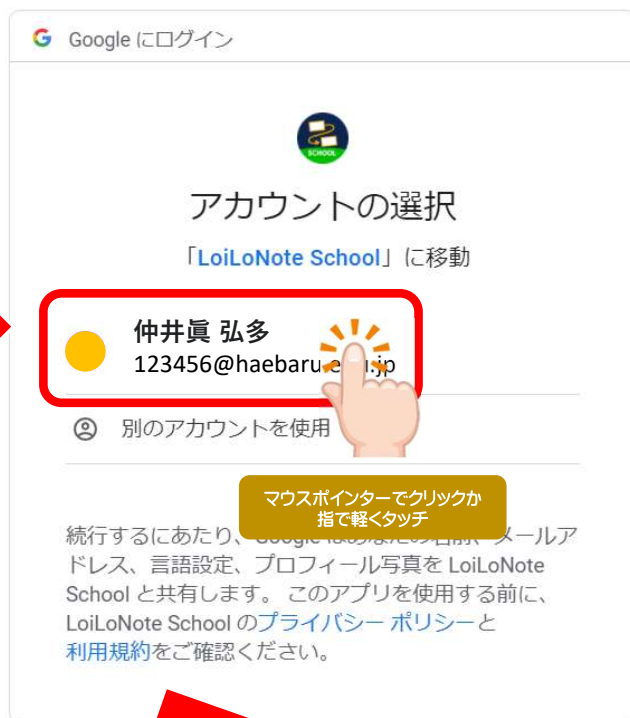 Google にログイン
SCHOOL
アカウントの選択
「LoiLoNote School」に移動
仲井眞 弘多
123456@haebaru.e .jp
別のアカウントを使用
マウスポインターでクリックか
指で軽くタッチ
続行するにあたり、 メールア
ドレス、言語設定、プロフィール写真を LoiLoNote
School と共有します。 このアプリを使用する前に、
LoiLoNote School のプライバシー ポリシーと
利用規約をご確認ください。